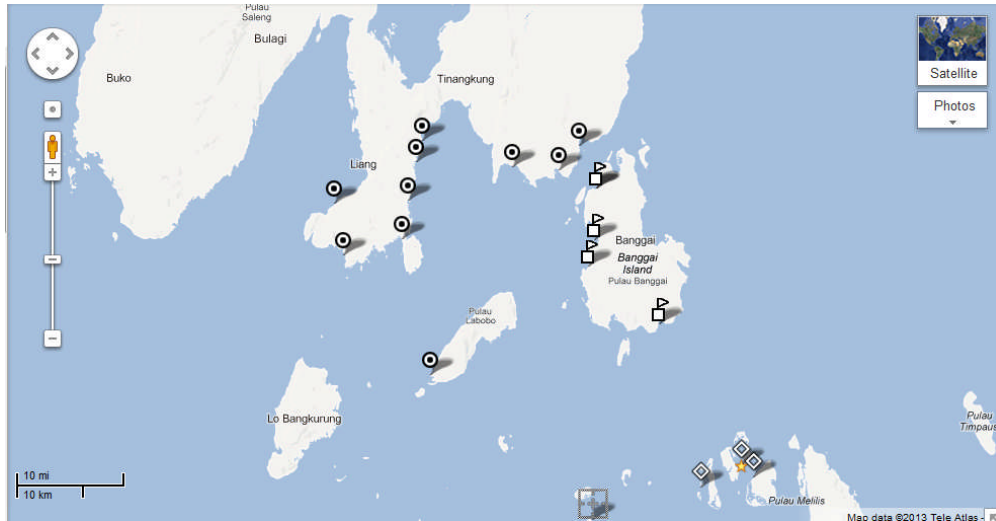 Pulau
Saleng
Bulagi
Buko
Tinangkung
Satellite
Photos
Liang
Banggai
Banggai
Island
Pulau Banggai
Pulau
Labobo
Lo Bangkurung
Pulau
Timpaus
10 mi
10 km
Pulau Melilis
Map data ©2013 Tele Atlas -